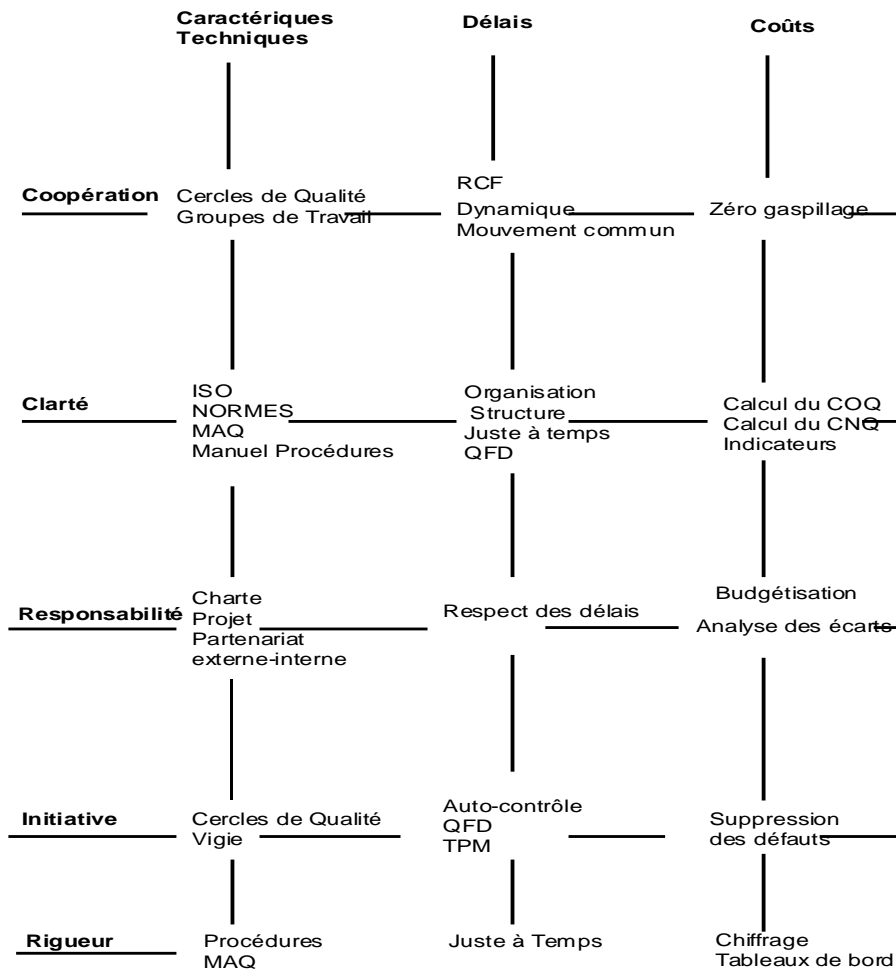 Caractériques
Techniques
Délais
Coûts
Coopération
Cercles de Qualité
Groupes de Travail
RCF
Dynamique
Mouvement commun
Zéro gaspillage
Clarté
ISO
NORMES
MAQ
Manuel Procédures
Organisation
Structure
Juste à temps
QFD
Calcul du COQ
Calcul du CNQ
Indicateurs
Responsabilité
Charte
Projet
Partenariat
externe-interne
Respect des délais
Budgétisation
Analyse des écarts
Initiative
Cercles de Qualité
Vigie
Auto-contrôle
QFD
TPM
Suppression
des défauts
Rigueur
Procédures
MAQ
Juste à Temps
Chiffrage
Tableaux de bord